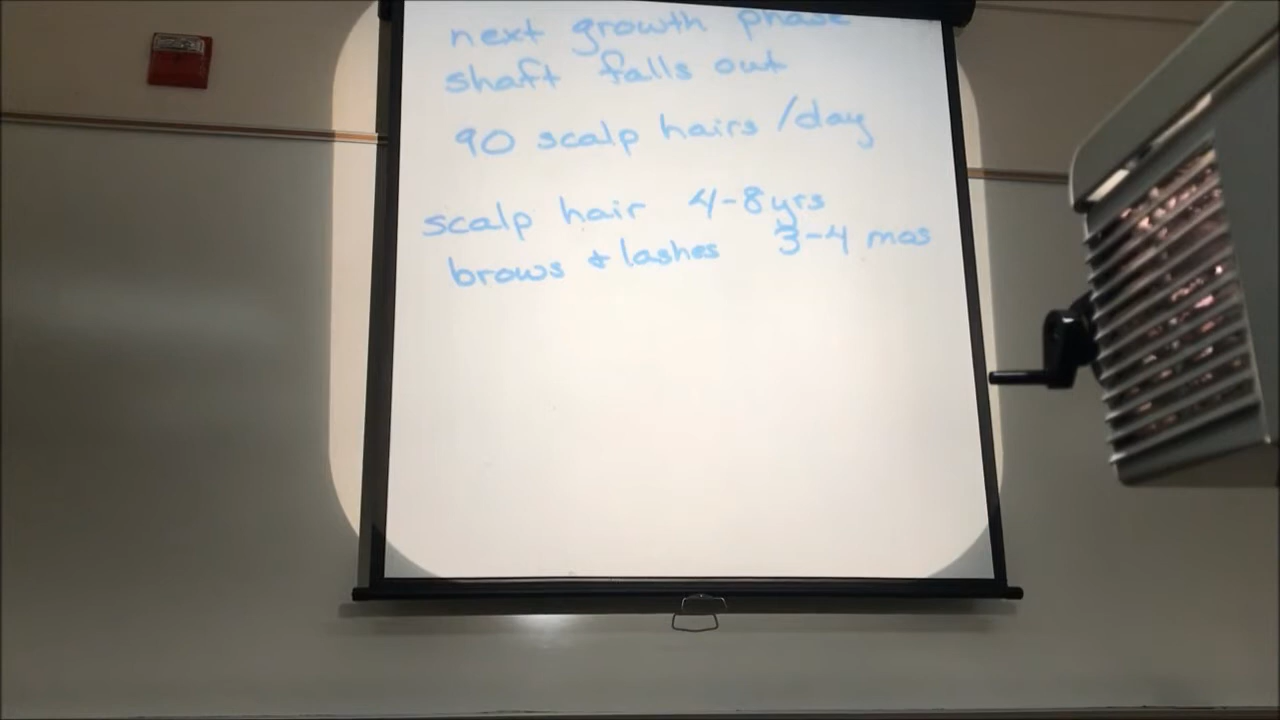 next growth phase
shaft falls out
90 scalp hairs /day
scalp hair 4-8yrs
brows & lashes 3-4 mos